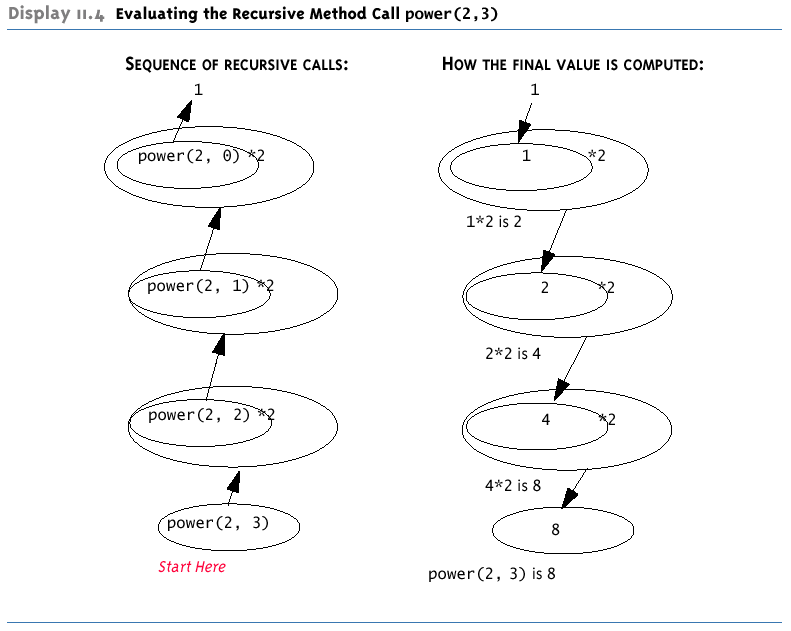 Display 11.4 Evaluating the Recursive Method Call power(2,3)
SEQUENCE OF RECURSIVE CALLS:
1
power(2, 0) *2
power(2, 1) *2
power(2, 2) *2
power(2, 3)
Start Here
HOW THE FINAL VALUE IS COMPUTED:
1
1 *2
1*2 is 2
2 *2
2*2 is 4
4 *2
4*2 is 8
8
power(2, 3) is 8